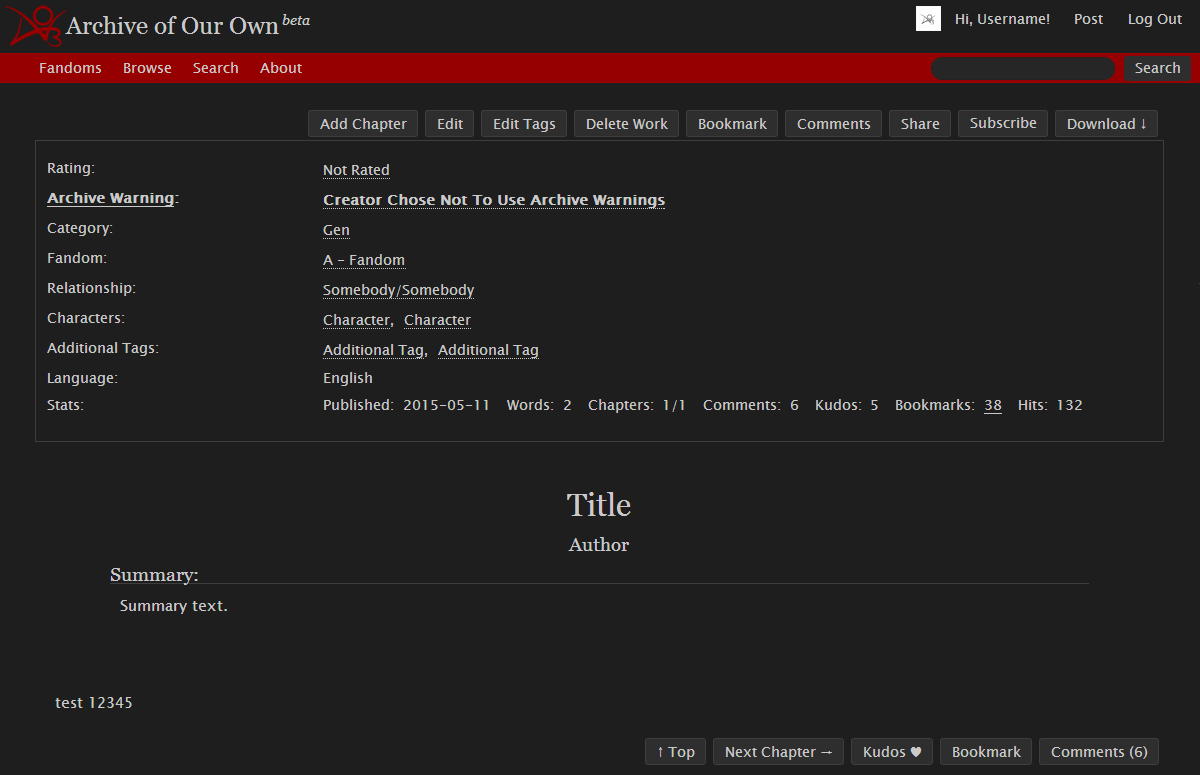 Archive of Our Own beta
Hi, Username! Post Log Out
Fandoms Browse Search About Search
Add Chapter Edit Edit Tags Delete Work Bookmark Comments Share Subscribe Download ↓
Rating: Not Rated
Archive Warning: Creator Chose Not To Use Archive Warnings
Category: Gen
Fandom: A - Fandom
Relationship: Somebody/Somebody
Characters: Character, Character
Additional Tags: Additional Tag, Additional Tag
Language: English
Stats: Published: 2015-05-11 Words: 2 Chapters: 1/1 Comments: 6 Kudos: 5 Bookmarks: 38 Hits: 132
Title
Author
Summary:
Summary text.
test 12345
↑ Top Next Chapter → Kudos ♥ Bookmark Comments (6)